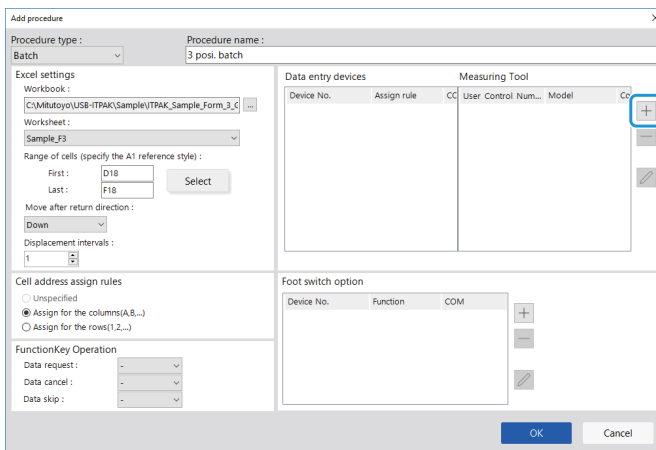 Add procedure
Procedure type :
Procedure name :
Batch
3 posi. batch
Excel settings
Workbook :
C:\Mitutoyo\USB-ITPAK\Sample\ITPAK_Sample_Form_3_G
...
Worksheet :
Sample_F3
Range of cells (specify the A1 reference style) :
First :
D18
Last :
F18
Select
Move after return direction :
Down
Displacement intervals :
1
Cell address assign rules
Unspecified
Assign for the columns(A,B,...)
Assign for the rows(1,2,...)
FunctionKey Operation
Data request :
-
Data cancel :
-
Data skip :
-
Data entry devices
Measuring Tool
Device No.
Assign rule
CC
User Control Num...
Model
Co
Foot switch option
Device No.
Function
COM
OK
Cancel